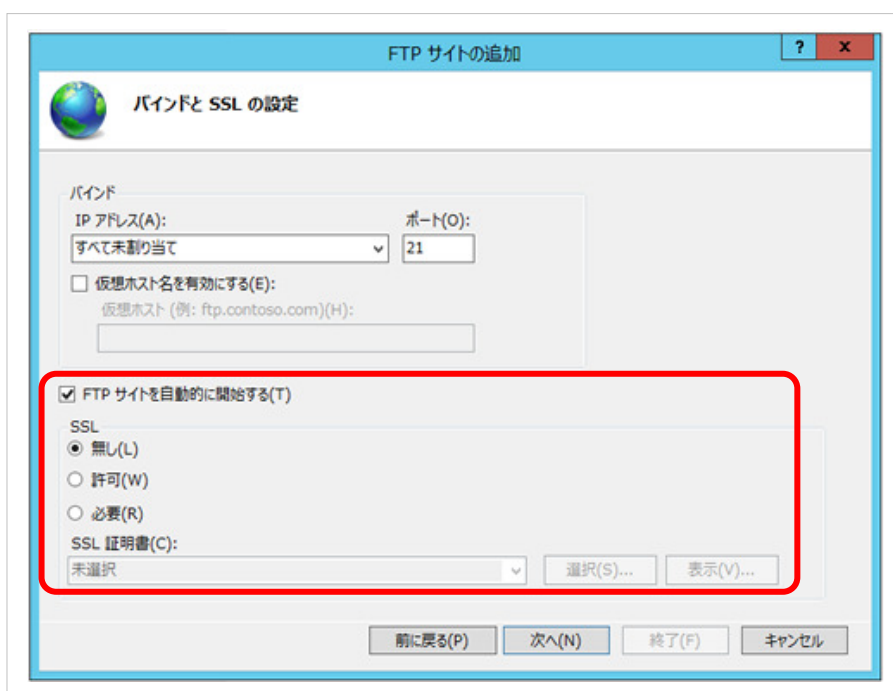 FTP サイトの追加
? x
バインドと SSL の設定
バインド
IP アドレス(A): ポート(O):
すべて未割り当て 21
仮想ホスト名を有効にする(E):
仮想ホスト (例: ftp.contoso.com)(H):
FTP サイトを自動的に開始する(T)
SSL
無し(L)
許可(W)
必要(R)
SSL 証明書(C):
未選択 選択(S)... 表示(V)...
前に戻る(P) 次へ(N) 終了(F) キャンセル